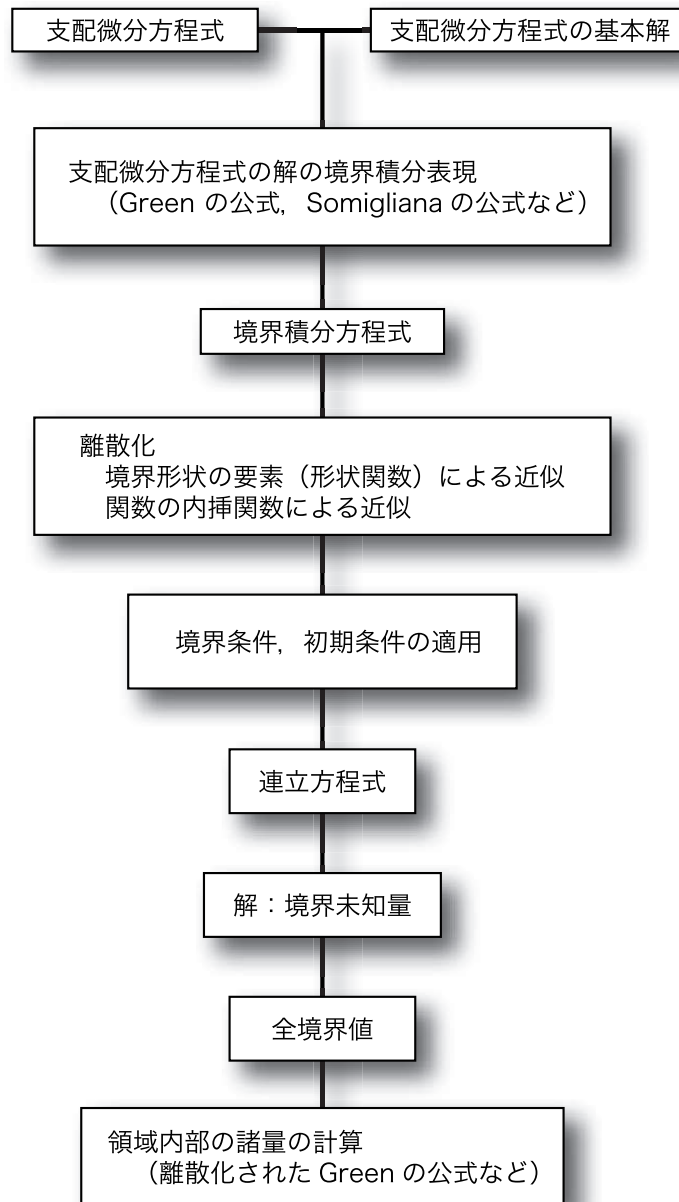 支配微分方程式
支配微分方程式の基本解
支配微分方程式の解の境界積分表現
（Green の公式，Somigliana の公式など）
境界積分方程式
離散化
境界形状の要素（形状関数）による近似
関数の内挿関数による近似
境界条件，初期条件の適用
連立方程式
解：境界未知量
全境界値
領域内部の諸量の計算
（離散化された Green の公式など）